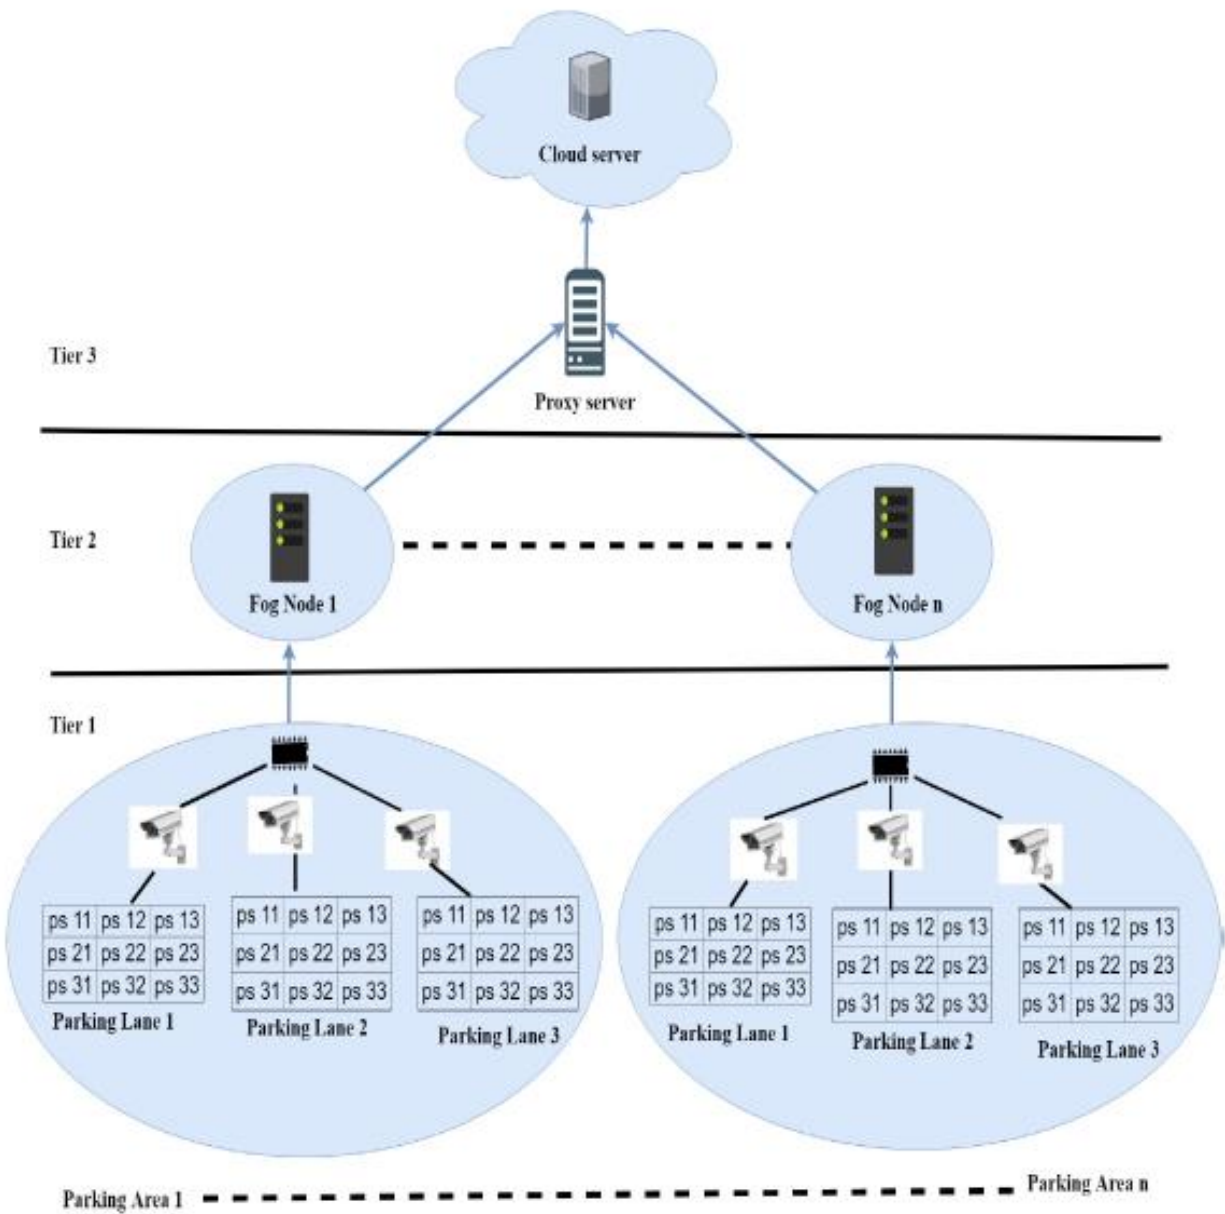 Cloud server
Tier 3
Proxy server
Tier 2
Fog Node 1
Fog Node n
Tier 1
ps 11 ps 12 ps 13
ps 21 ps 22 ps 23
ps 31 ps 32 ps 33
Parking Lane 1
ps 11 ps 12 ps 13
ps 21 ps 22 ps 23
ps 31 ps 32 ps 33
Parking Lane 2
ps 11 ps 12 ps 13
ps 21 ps 22 ps 23
ps 31 ps 32 ps 33
Parking Lane 3
ps 11 ps 12 ps 13
ps 21 ps 22 ps 23
ps 31 ps 32 ps 33
Parking Lane 1
ps 11 ps 12 ps 13
ps 21 ps 22 ps 23
ps 31 ps 32 ps 33
Parking Lane 2
ps 11 ps 12 ps 13
ps 21 ps 22 ps 23
ps 31 ps 32 ps 33
Parking Lane 3
Parking Area 1
Parking Area n